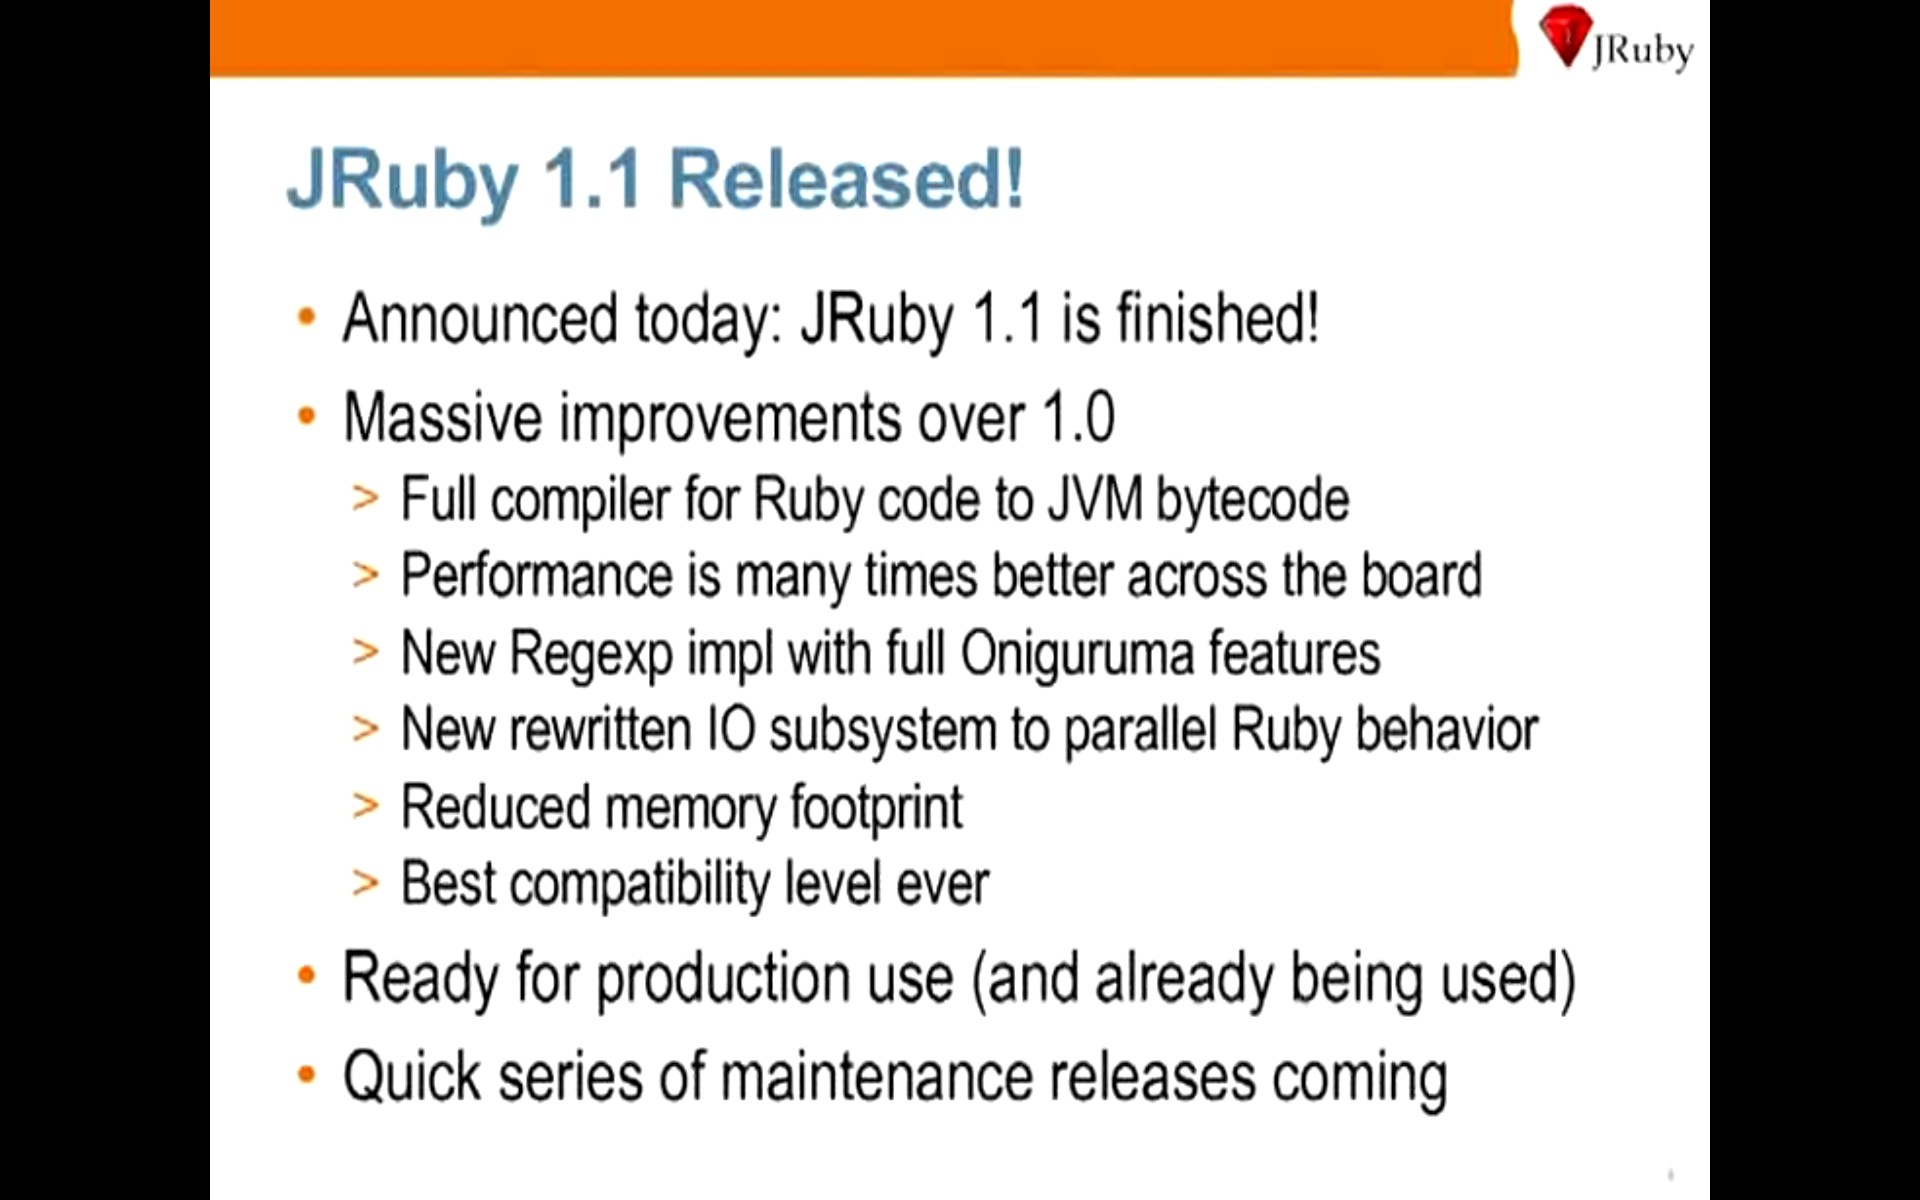 JRuby
JRuby 1.1 Released!
• Announced today: JRuby 1.1 is finished!
• Massive improvements over 1.0
> Full compiler for Ruby code to JVM bytecode
> Performance is many times better across the board
> New Regexp impl with full Oniguruma features
> New rewritten IO subsystem to parallel Ruby behavior
> Reduced memory footprint
> Best compatibility level ever
• Ready for production use (and already being used)
• Quick series of maintenance releases coming